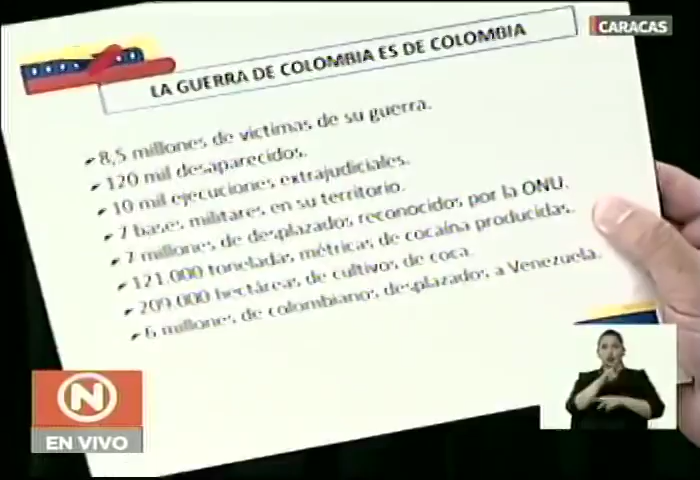 CARACAS
LA GUERRA DE COLOMBIA ES DE COLOMBIA
8,5 millones de victimas de su guerra.
120 mil desaparecidos.
10 mil ejecuciones extrajudiciales.
7 bases militares en su territorio.
7 millones de desplazados reconocidos por la ONU.
121.000 toneladas métricas de cocaína producidas.
209.000 hectáreas de cultivos de coca.
6 millones de colombianos desplazados a Venezuela.
N
EN VIVO